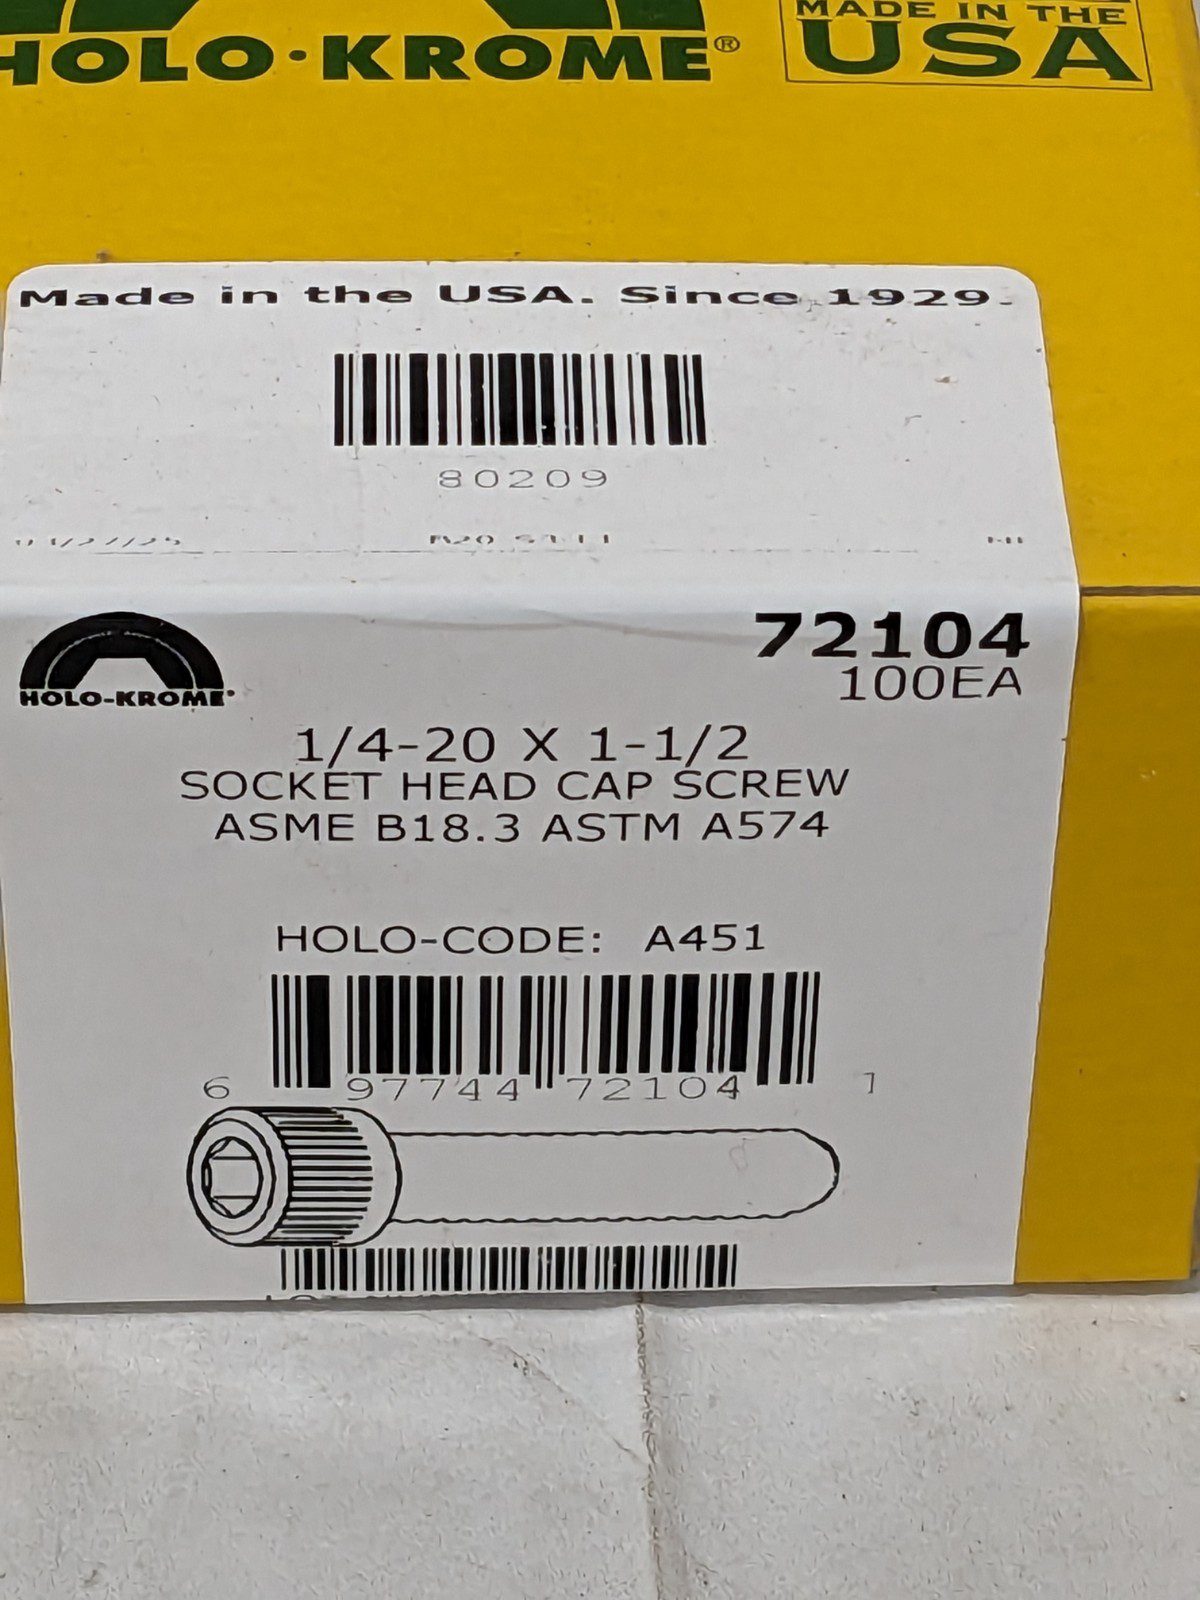 HOLO·KROME®
MADE IN THE
USA
Made in the USA. Since 1929.
80209
HOLO-KROME®
72104
100EA
1/4-20 X 1-1/2
SOCKET HEAD CAP SCREW
ASME B18.3 ASTM A574
HOLO-CODE: A451
6 97744 72104 1